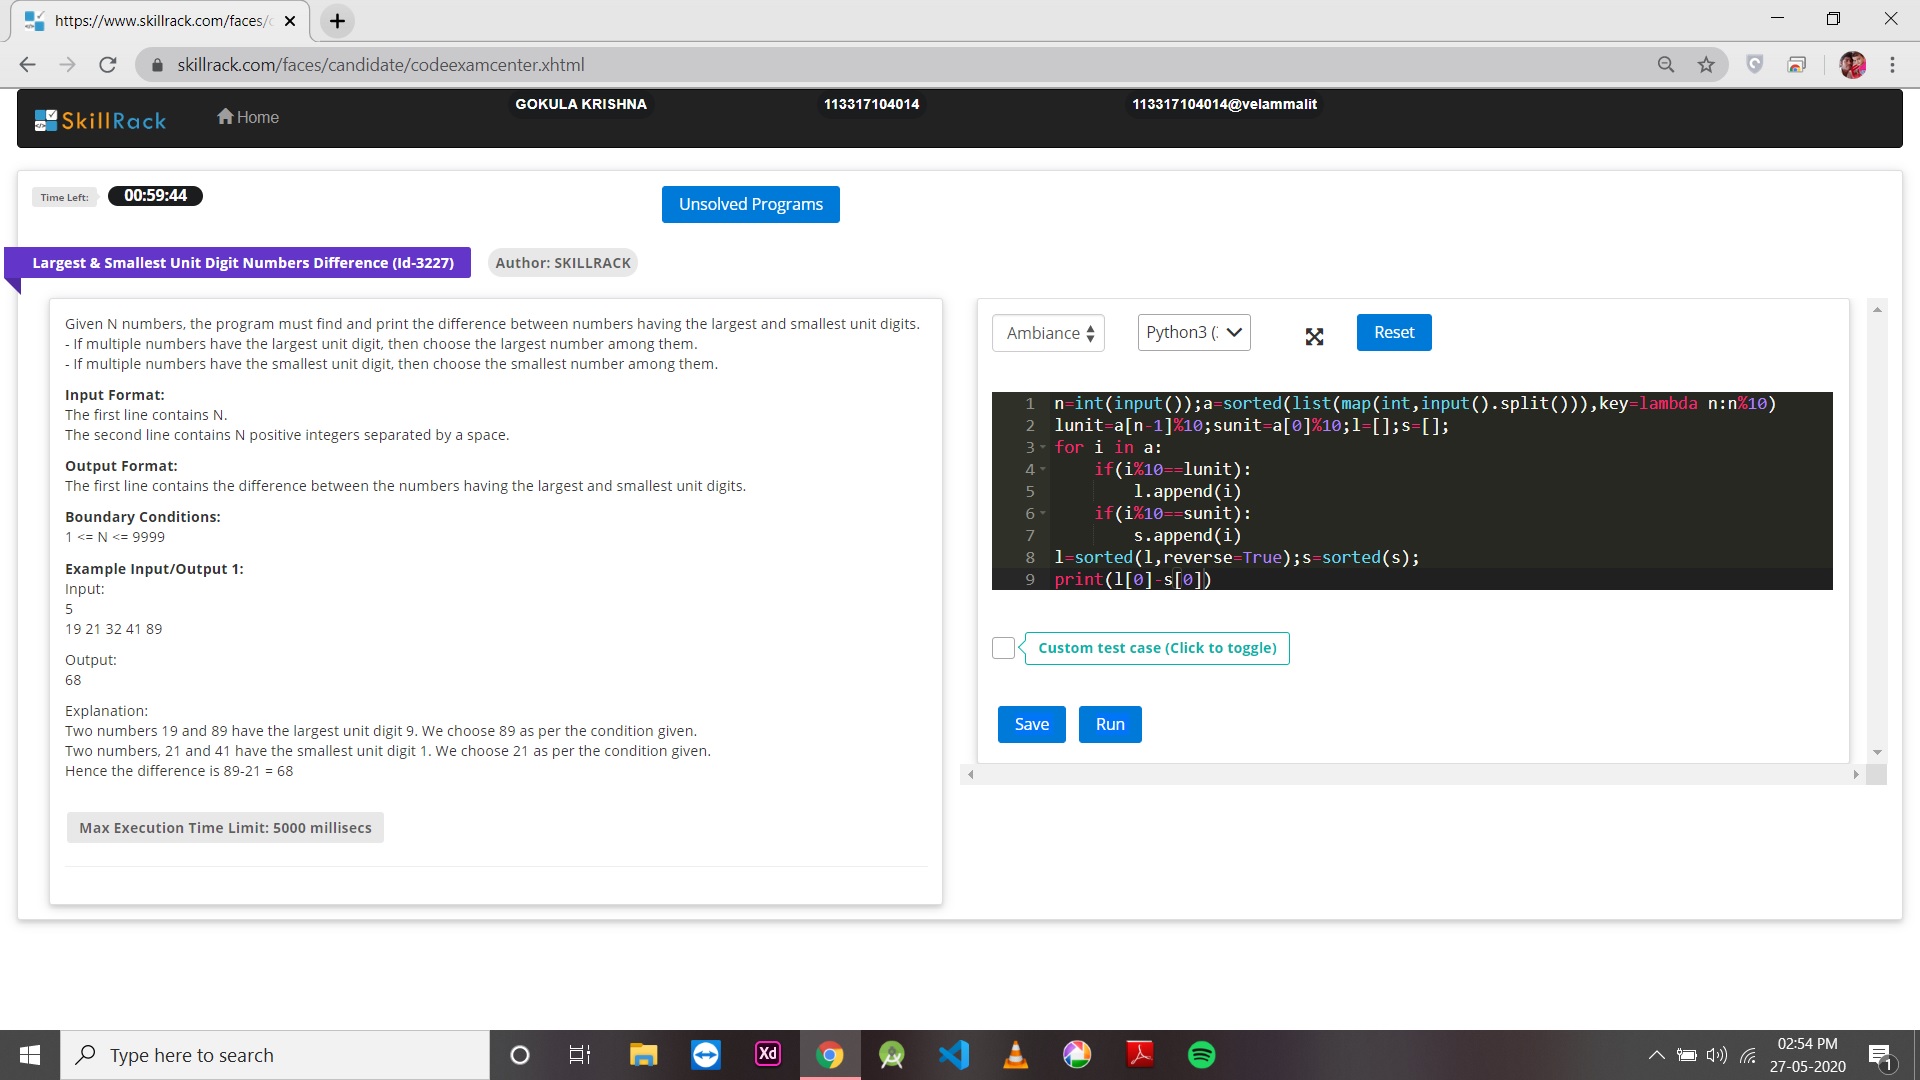 https://www.skillrack.com/faces/c
skillrack.com/faces/candidate/codeexamcenter.xhtml
SkillRack
Home
GOKULA KRISHNA
113317104014
113317104014@velammalit
Time Left:
00:59:44
Unsolved Programs
Largest & Smallest Unit Digit Numbers Difference (Id-3227)
Author: SKILLRACK
Given N numbers, the program must find and print the difference between numbers having the largest and smallest unit digits.
- If multiple numbers have the largest unit digit, then choose the largest number among them.
- If multiple numbers have the smallest unit digit, then choose the smallest number among them.
Input Format:
The first line contains N.
The second line contains N positive integers separated by a space.
Output Format:
The first line contains the difference between the numbers having the largest and smallest unit digits.
Boundary Conditions:
1 <= N <= 9999
Example Input/Output 1:
Input:
5
19 21 32 41 89
Output:
68
Explanation:
Two numbers 19 and 89 have the largest unit digit 9. We choose 89 as per the condition given.
Two numbers, 21 and 41 have the smallest unit digit 1. We choose 21 as per the condition given.
Hence the difference is 89-21 = 68
Max Execution Time Limit: 5000 millisecs
Ambiance
Python3 (:
Reset
1 n=int(input());a=sorted(list(map(int,input().split())),key=lambda n:n%10)
2 lunit=a[n-1]%10;sunit=a[0]%10;l=[];s=[];
3 for i in a:
4     if(i%10==lunit):
5         l.append(i)
6     if(i%10==sunit):
7         s.append(i)
8 l=sorted(l,reverse=True);s=sorted(s);
9 print(l[0]-s[0])
Custom test case (Click to toggle)
Save
Run
Type here to search
Xd
02:54 PM
27-05-2020
1